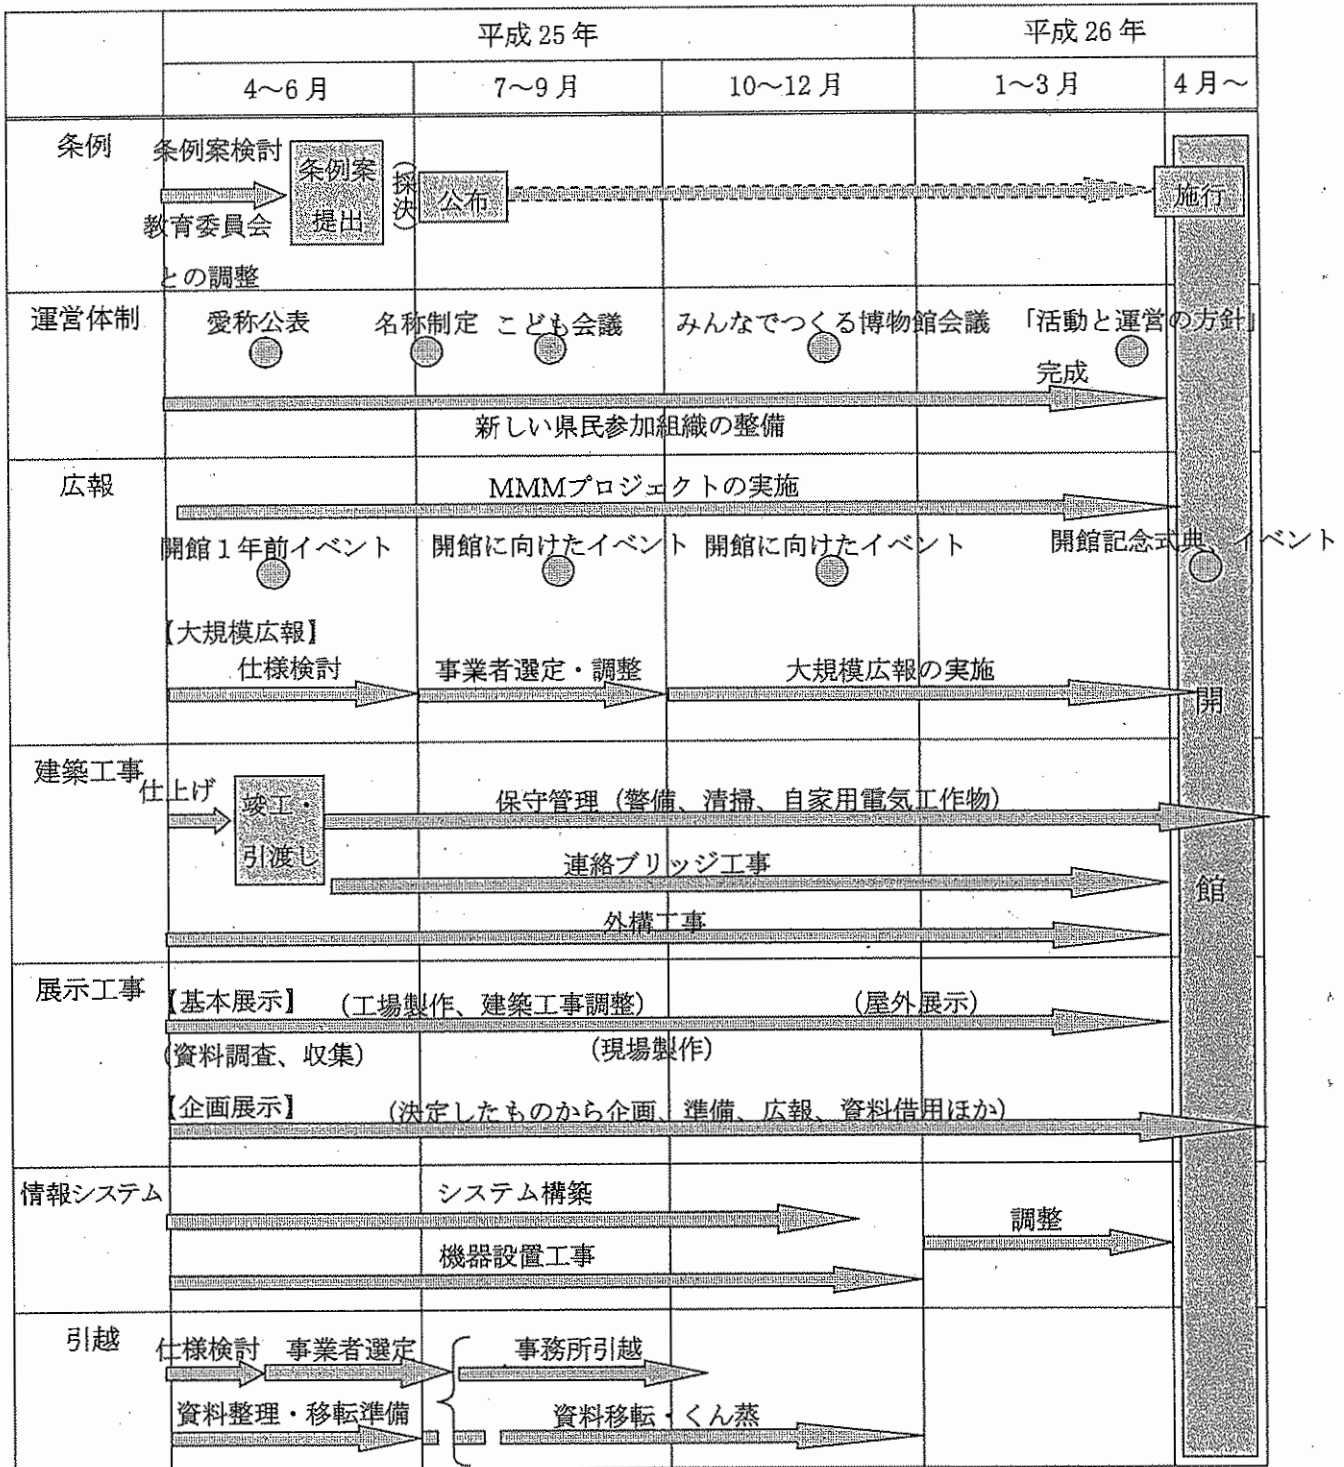 平成 25 年
平成 26 年
4～6 月
7～9 月
10～12 月
1～3 月
4 月～
条例
条例案検討
教育委員会
との調整
条例案
提出
(採決)
公布
施行
運営体制
愛称公表
名称制定
こども会議
みんなでつくる博物館会議
「活動と運営の方針」
完成
新しい県民参加組織の整備
広報
MMMプロジェクトの実施
開館１年前イベント
開館に向けたイベント
開館に向けたイベント
開館記念式典、イベント
【大規模広報】
仕様検討
事業者選定・調整
大規模広報の実施
開館
建築工事
仕上げ
竣工・
引渡し
保守管理（警備、清掃、自家用電気工作物）
連絡ブリッジ工事
外構工事
展示工事
【基本展示】
（工場製作、建築工事調整）
（屋外展示）
（資料調査、収集）
（現場製作）
【企画展示】
（決定したものから企画、準備、広報、資料借用ほか）
情報システム
システム構築
調整
機器設置工事
引越
仕様検討
事業者選定
事務所引越
資料整理・移転準備
資料移転・くん蒸